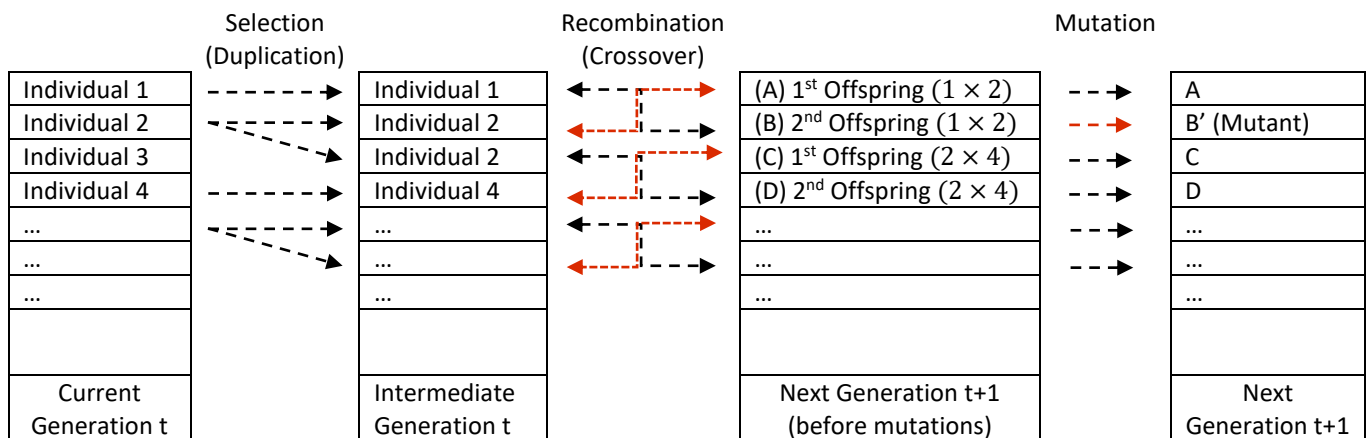 Selection
(Duplication)
Recombination
(Crossover)
Mutation
Individual 1
Individual 1
(A) 1st Offspring (1 × 2)
A
Individual 2
Individual 2
(B) 2nd Offspring (1 × 2)
B’ (Mutant)
Individual 3
Individual 2
(C) 1st Offspring (2 × 4)
C
Individual 4
Individual 4
(D) 2nd Offspring (2 × 4)
D
...
...
...
...
...
...
...
...
...
...
...
...
Current
Generation t
Intermediate
Generation t
Next Generation t+1
(before mutations)
Next
Generation t+1